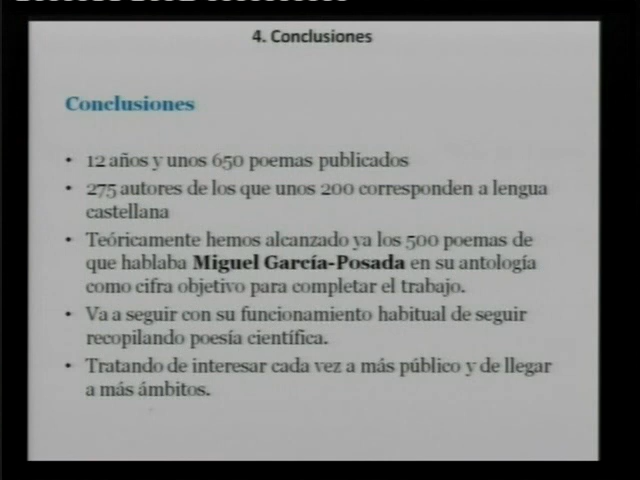 4. Conclusiones
Conclusiones
• 12 años y unos 650 poemas publicados
• 275 autores de los que unos 200 corresponden a lengua
castellana
• Teóricamente hemos alcanzado ya los 500 poemas de
que hablaba Miguel García-Posada en su antología
como cifra objetivo para completar el trabajo.
• Va a seguir con su funcionamiento habitual de seguir
recopilando poesía científica.
• Tratando de interesar cada vez a más público y de llegar
a más ámbitos.